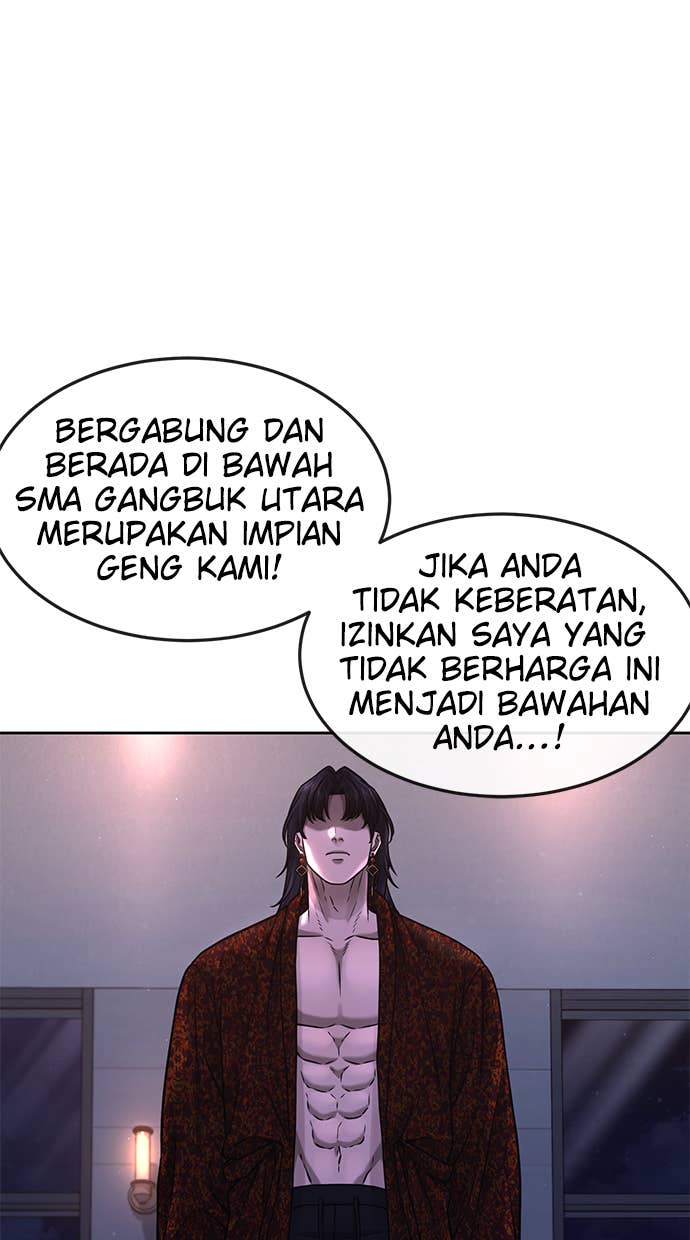 BERGABUNG DAN
BERADA DI BAWAH
SMA GANGBUK UTARA
MERUPAKAN IMPIAN
GENG KAMI!
JIKA ANDA
TIDAK KEBERATAN,
IZINKAN SAYA YANG
TIDAK BERHARGA INI
MENJADI BAWAHAN
ANDA...!